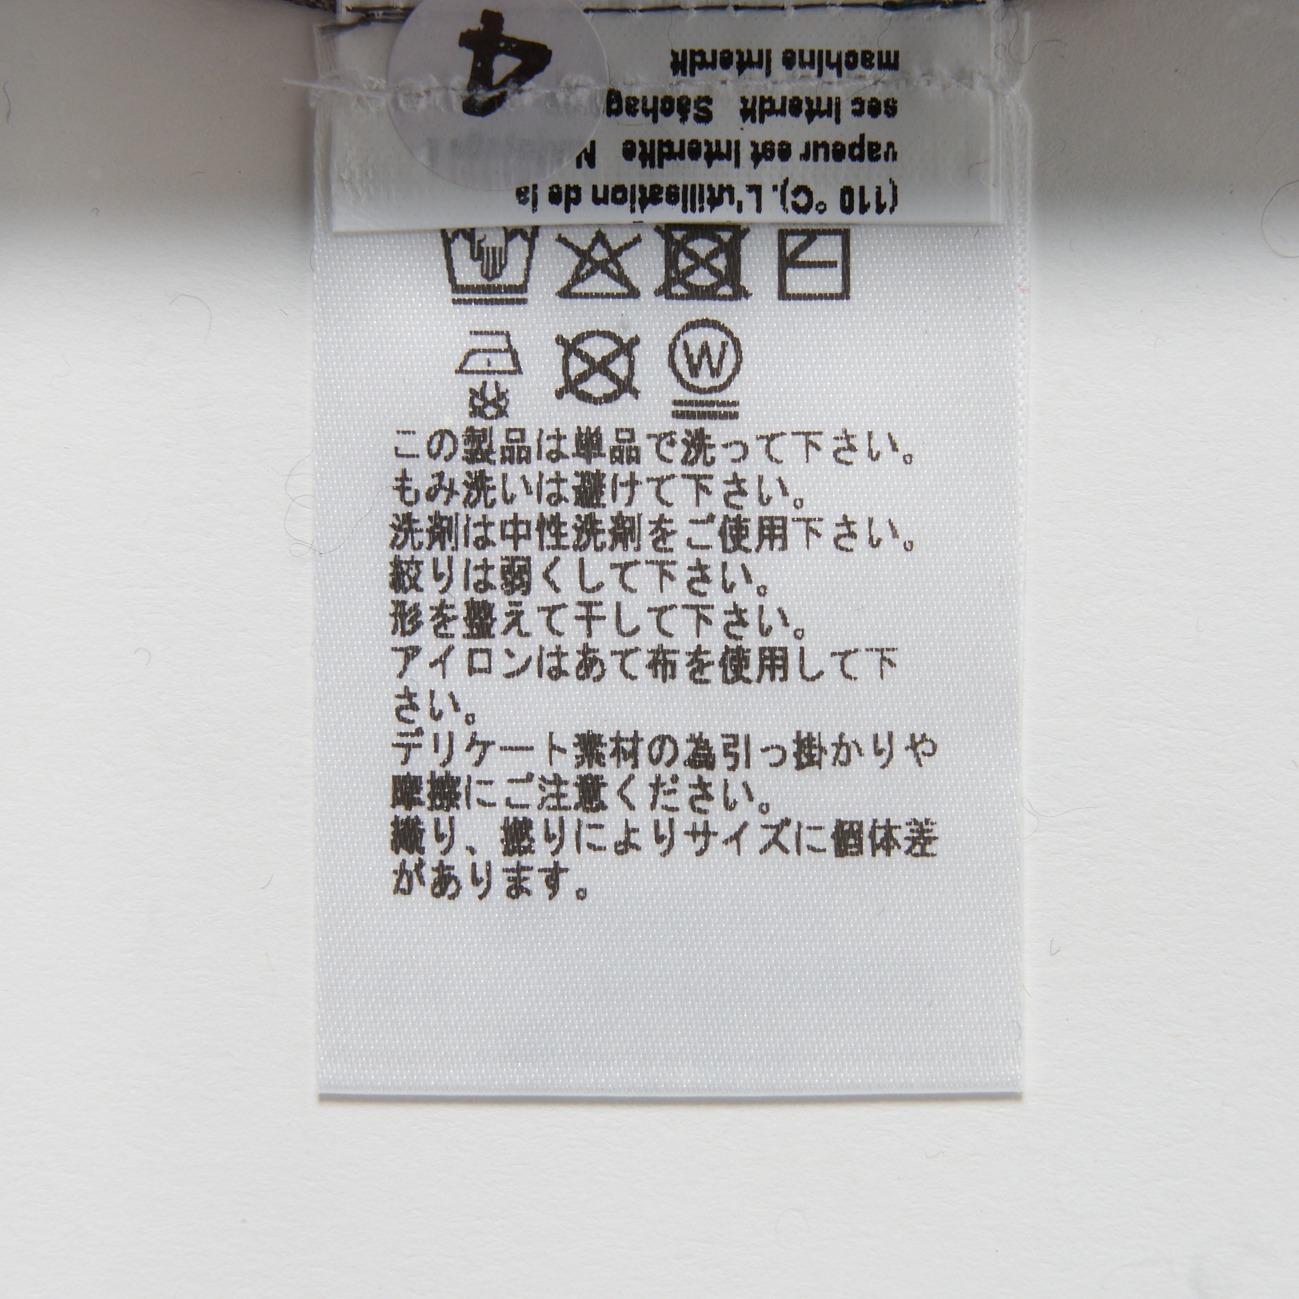 4
machine interdit
sec interdit Séchag
vapeur est interdite N
(110 °C). L'utilisation de la
W
この製品は単品で洗って下さい。
もみ洗いは避けて下さい。
洗剤は中性洗剤をご使用下さい。
絞りは弱くして下さい。
形を整えて干して下さい。
アイロンはあて布を使用して下
さい。
デリケート素材の為引っ掛かりや
摩擦にご注意ください。
織り、撚りによりサイズに個体差
があります。